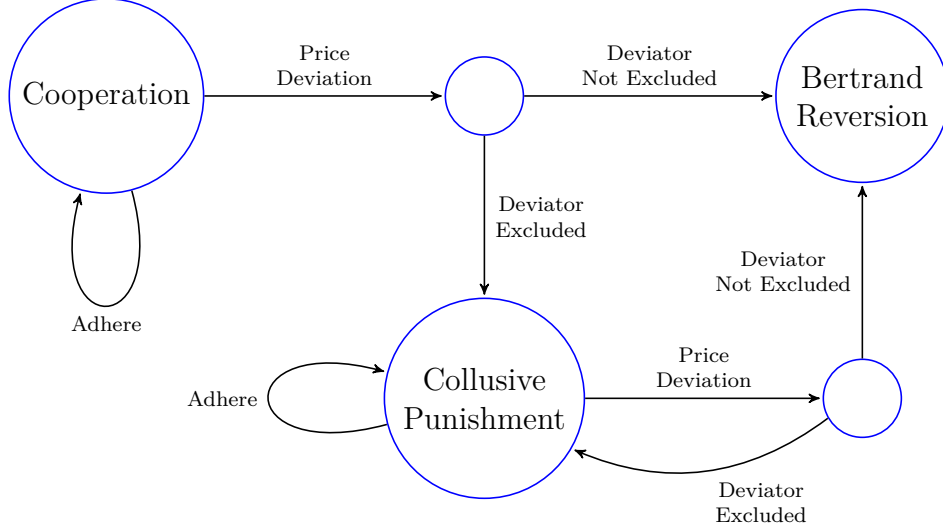 Cooperation
Price
Deviation
Deviator
Not Excluded
Bertrand
Reversion
Deviator
Excluded
Deviator
Not Excluded
Adhere
Adhere
Collusive
Punishment
Price
Deviation
Deviator
Excluded